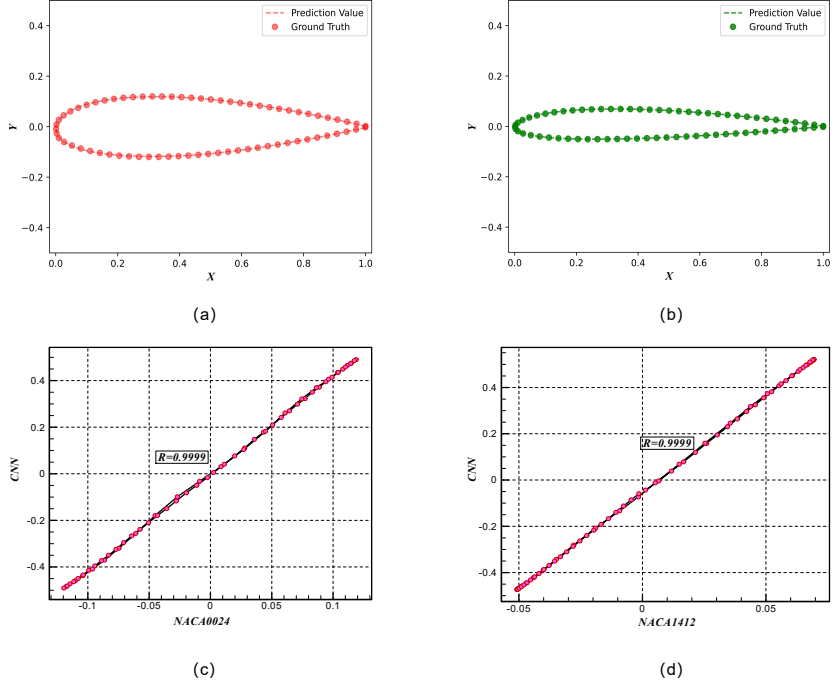 Prediction Value
Ground Truth
0.4
0.2
0.0
−0.2
−0.4
Y
0.0
0.2
0.4
0.6
0.8
1.0
X
(a)
Prediction Value
Ground Truth
0.4
0.2
0.0
−0.2
−0.4
Y
0.0
0.2
0.4
0.6
0.8
1.0
X
(b)
0.4
0.2
0
-0.2
-0.4
CNN
R=0.9999
-0.1
-0.05
0
0.05
0.1
NACA0024
(c)
0.4
0.2
0
-0.2
-0.4
CNN
R=0.9999
-0.05
0
0.05
NACA1412
(d)